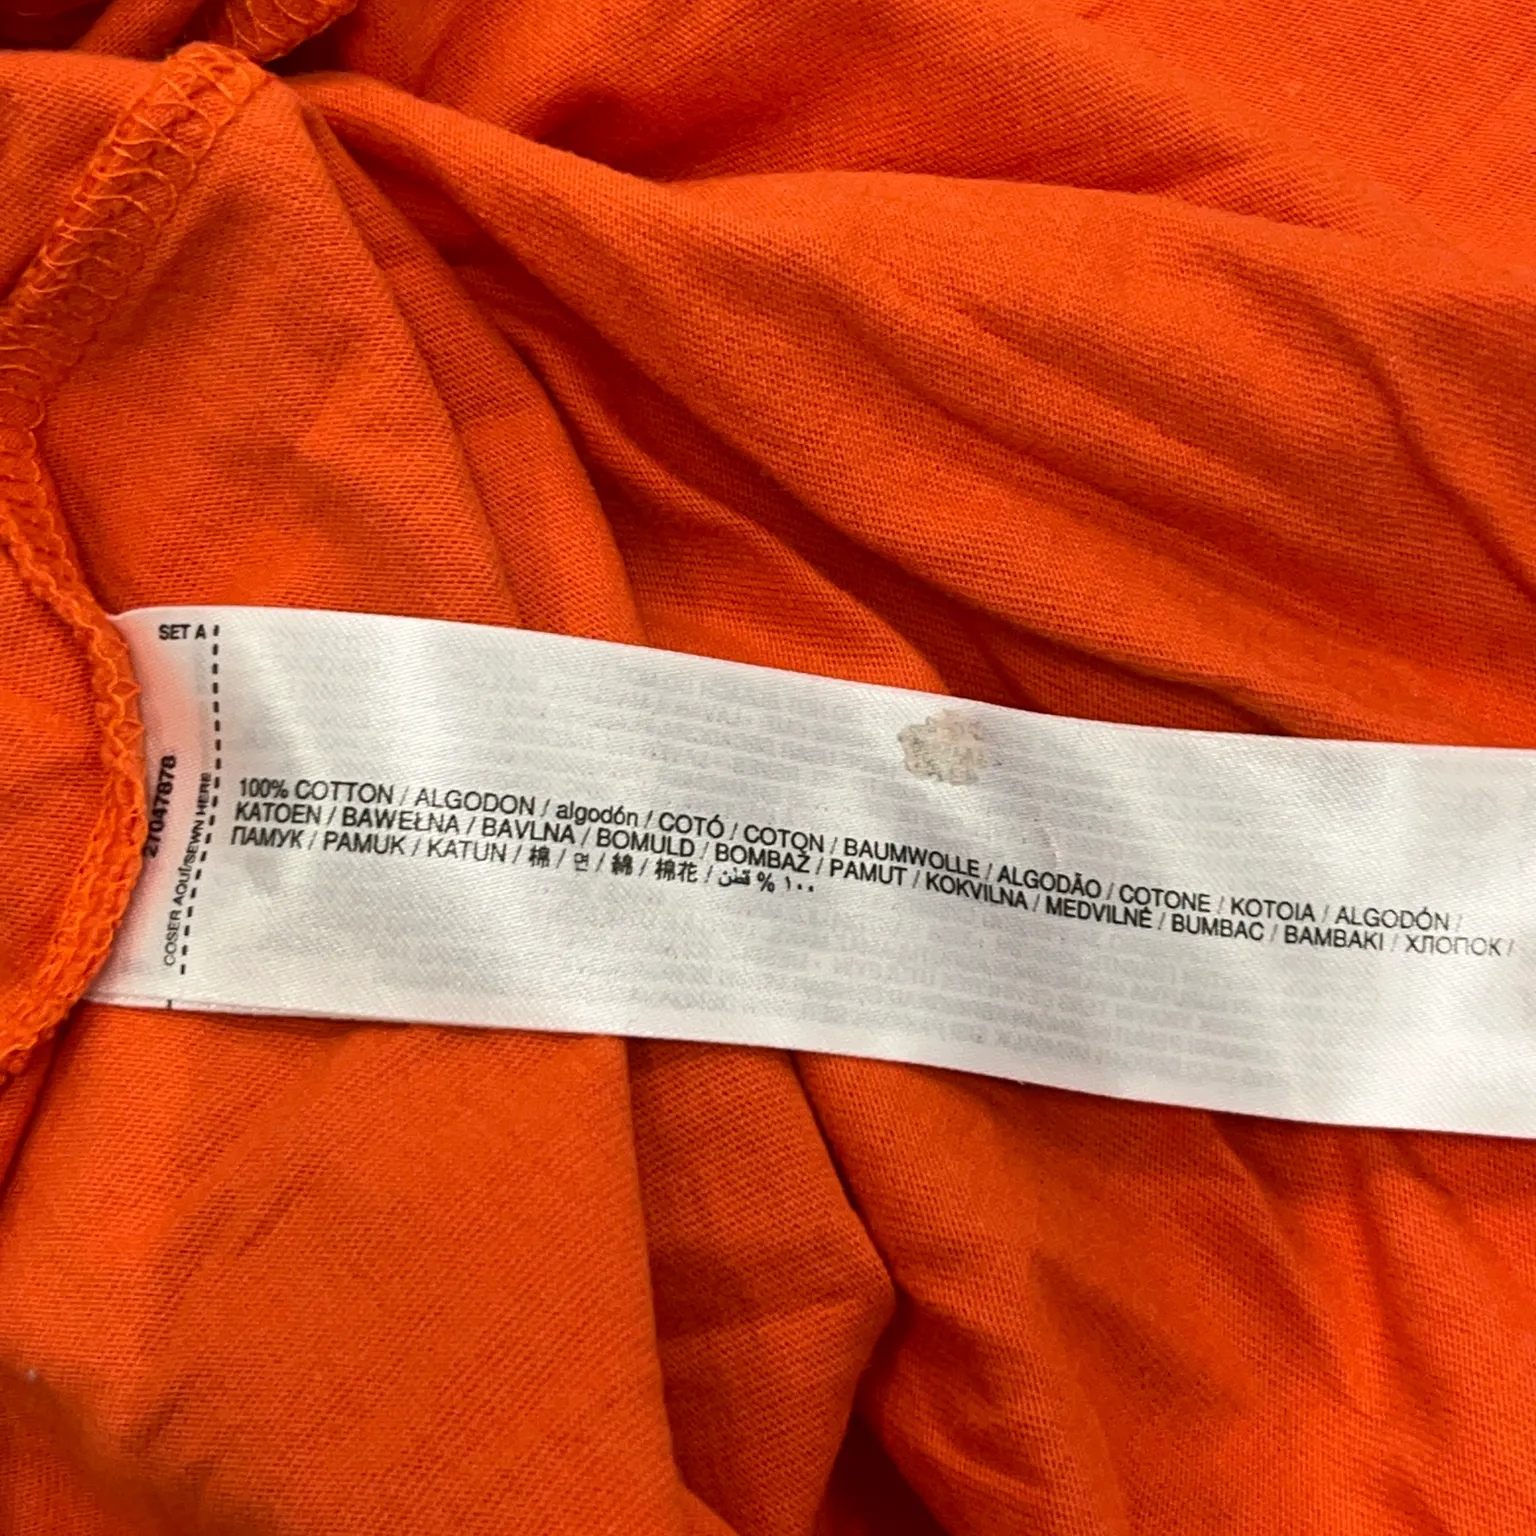 SET A
27047878
COSER AQUÍ/SEWN HERE
100% COTTON / ALGODON / algodón / COTÓ / COTON / BAUMWOLLE / ALGODÃO / COTONE / KOTOIA / ALGODÓN /
KATOEN / BAWEŁNA / BAVLNA / BOMULD / BOMBAŽ / PAMUT / KOKVILNA / MEDVILNĖ / BUMBAC / BAMBAKI / ХЛОПОК /
ПАМУК / PAMUK / KATUN / 棉 / 면 / 綿 / 棉花 / قطن % ١٠٠